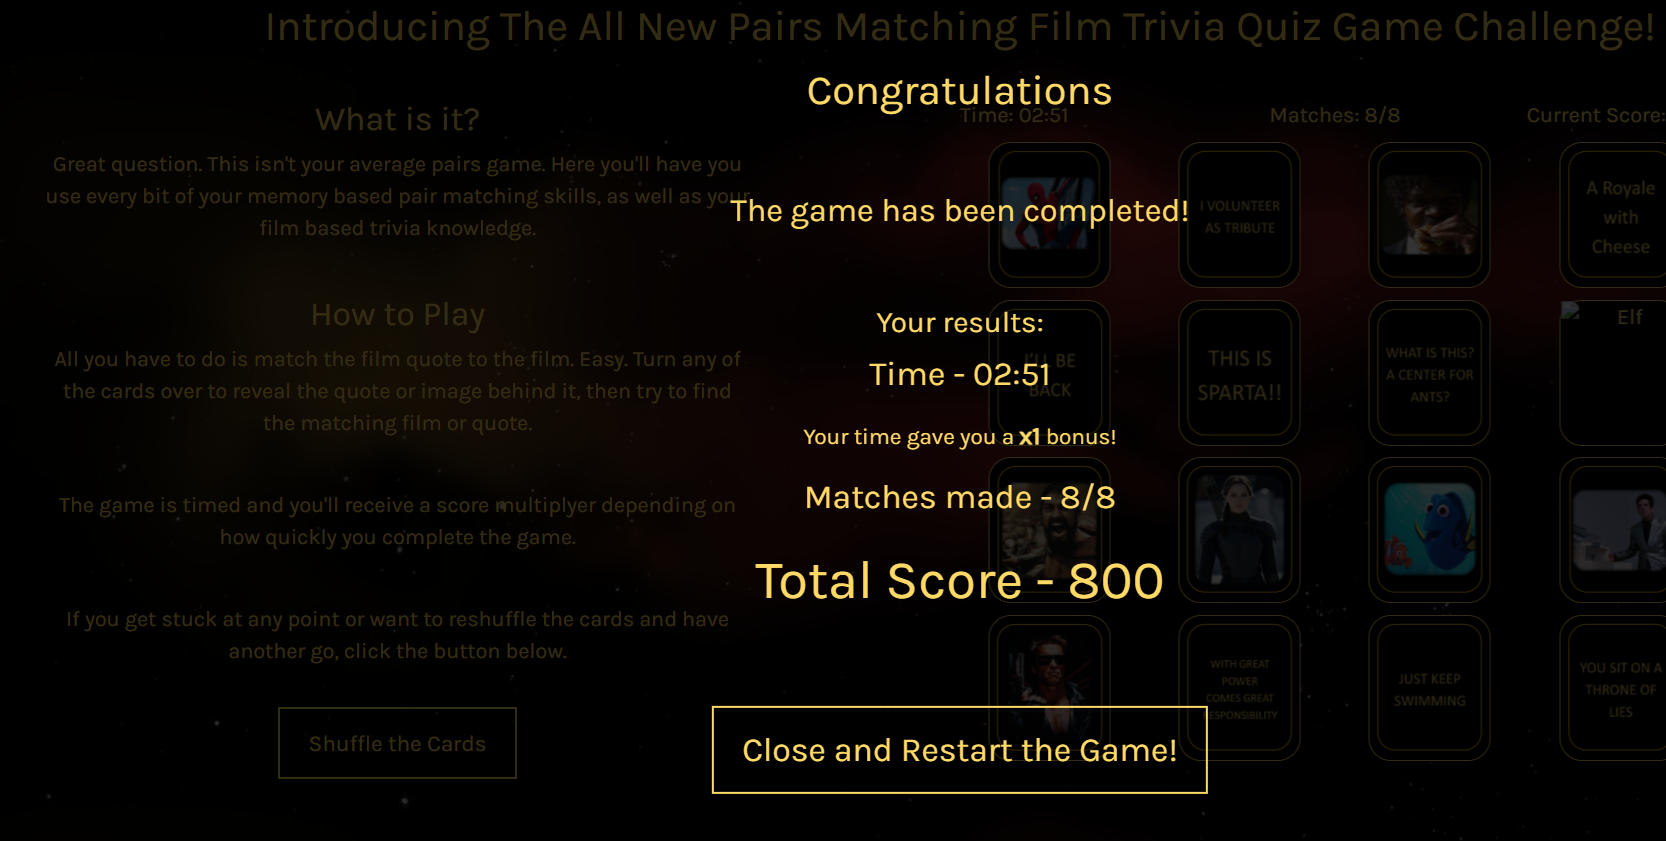 Introducing The All New Pairs Matching Film Trivia Quiz Game Challenge!
Congratulations
What is it?
Time: 02:51
Matches: 8/8
Current Score:
Great question. This isn't your average pairs game. Here you'll have you
use every bit of your memory based pair matching skills, as well as your
film based trivia knowledge.
The game has been completed!
I VOLUNTEER
AS TRIBUTE
A Royale
with
Cheese
How to Play
All you have to do is match the film quote to the film. Easy. Turn any of
the cards over to reveal the quote or image behind it, then try to find
the matching film or quote.
Your results:
Time - 02:51
Your time gave you a x1 bonus!
I'LL BE
BACK
THIS IS
SPARTA!!
WHAT IS THIS?
A CENTER FOR
ANTS?
Elf
Matches made - 8/8
The game is timed and you'll receive a score multiplyer depending on
how quickly you complete the game.
Total Score - 800
If you get stuck at any point or want to reshuffle the cards and have
another go, click the button below.
WITH GREAT
POWER
COMES GREAT
RESPONSIBILITY
JUST KEEP
SWIMMING
YOU SIT ON A
THRONE OF
LIES
Shuffle the Cards
Close and Restart the Game!